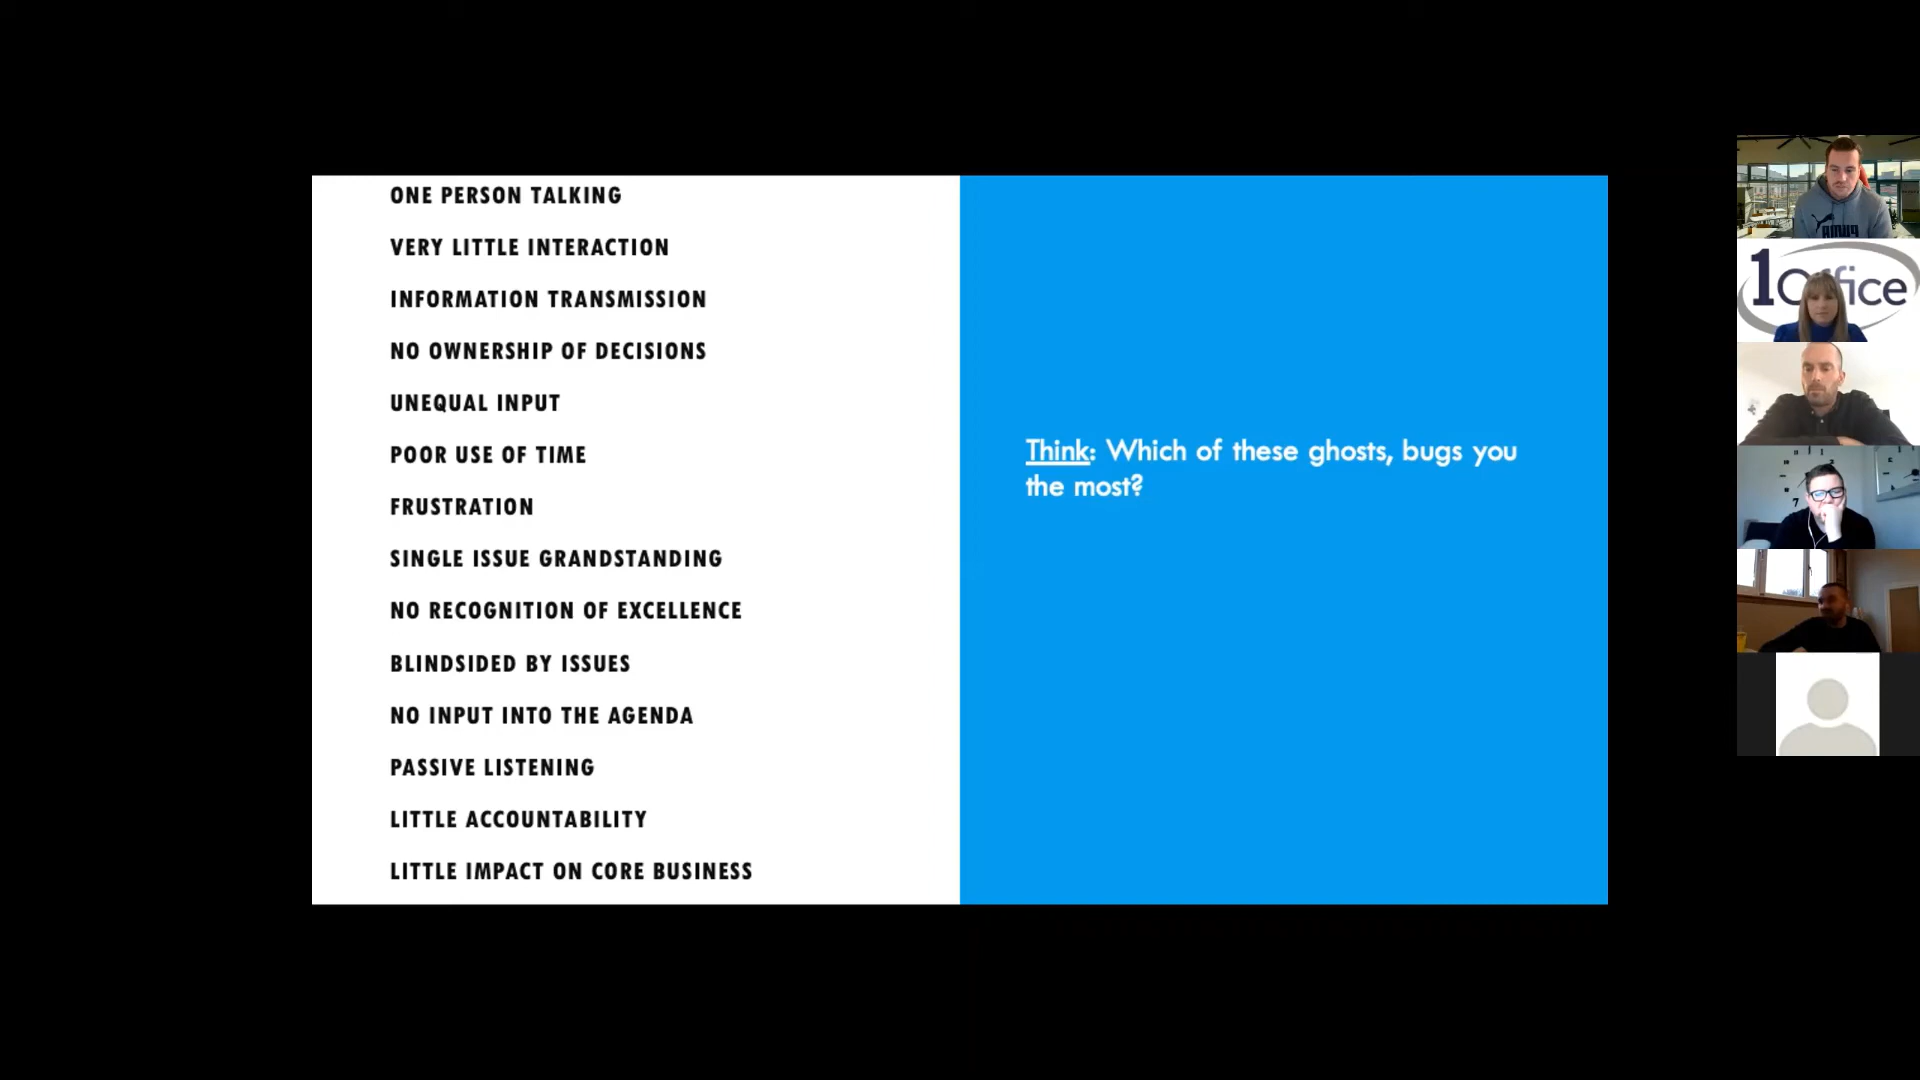 ONE PERSON TALKING
VERY LITTLE INTERACTION
INFORMATION TRANSMISSION
NO OWNERSHIP OF DECISIONS
UNEQUAL INPUT
POOR USE OF TIME
FRUSTRATION
SINGLE ISSUE GRANDSTANDING
NO RECOGNITION OF EXCELLENCE
BLINDSIDED BY ISSUES
NO INPUT INTO THE AGENDA
PASSIVE LISTENING
LITTLE ACCOUNTABILITY
LITTLE IMPACT ON CORE BUSINESS
Think: Which of these ghosts, bugs you
the most?